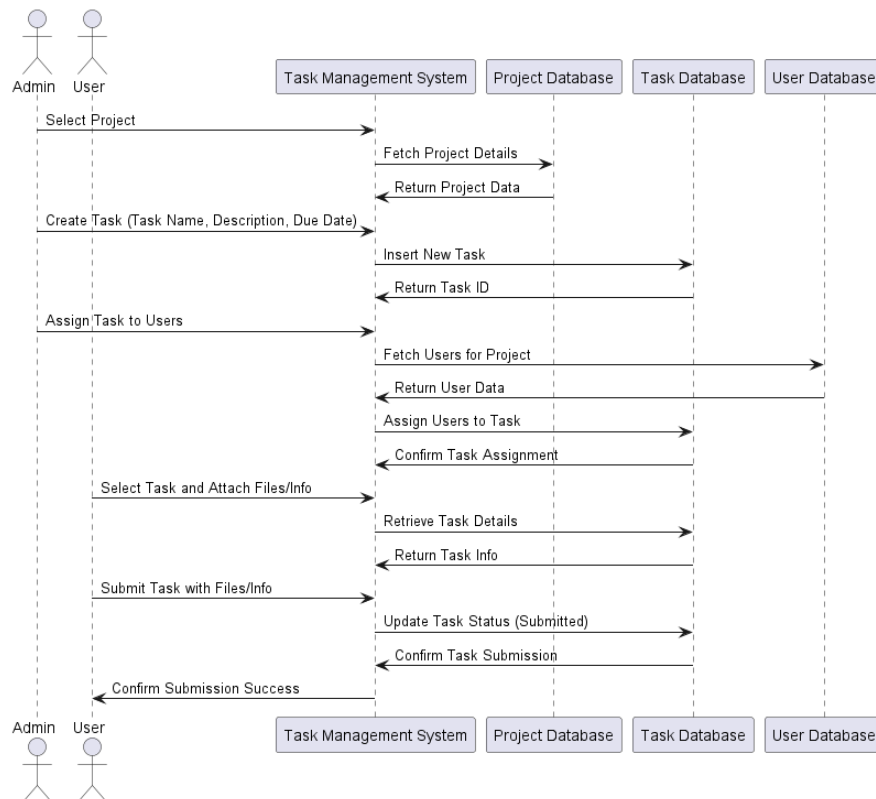 Admin
User
Task Management System
Project Database
Task Database
User Database
Select Project
Fetch Project Details
Return Project Data
Create Task (Task Name, Description, Due Date)
Insert New Task
Return Task ID
Assign Task to Users
Fetch Users for Project
Return User Data
Assign Users to Task
Confirm Task Assignment
Select Task and Attach Files/Info
Retrieve Task Details
Return Task Info
Submit Task with Files/Info
Update Task Status (Submitted)
Confirm Task Submission
Confirm Submission Success
Admin
User
Task Management System
Project Database
Task Database
User Database